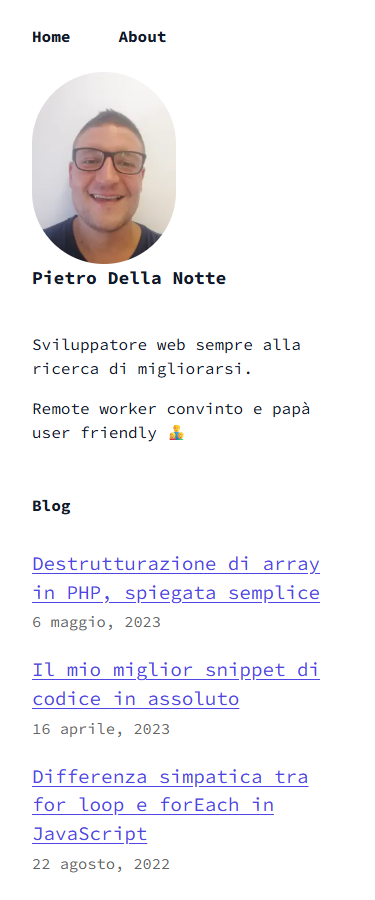 Home About
Pietro Della Notte
Sviluppatore web sempre alla
ricerca di migliorarsi.
Remote worker convinto e papà
user friendly
Blog
Destrutturazione di array
in PHP, spiegata semplice
6 maggio, 2023
Il mio miglior snippet di
codice in assoluto
16 aprile, 2023
Differenza simpatica tra
for loop e forEach in
JavaScript
22 agosto, 2022